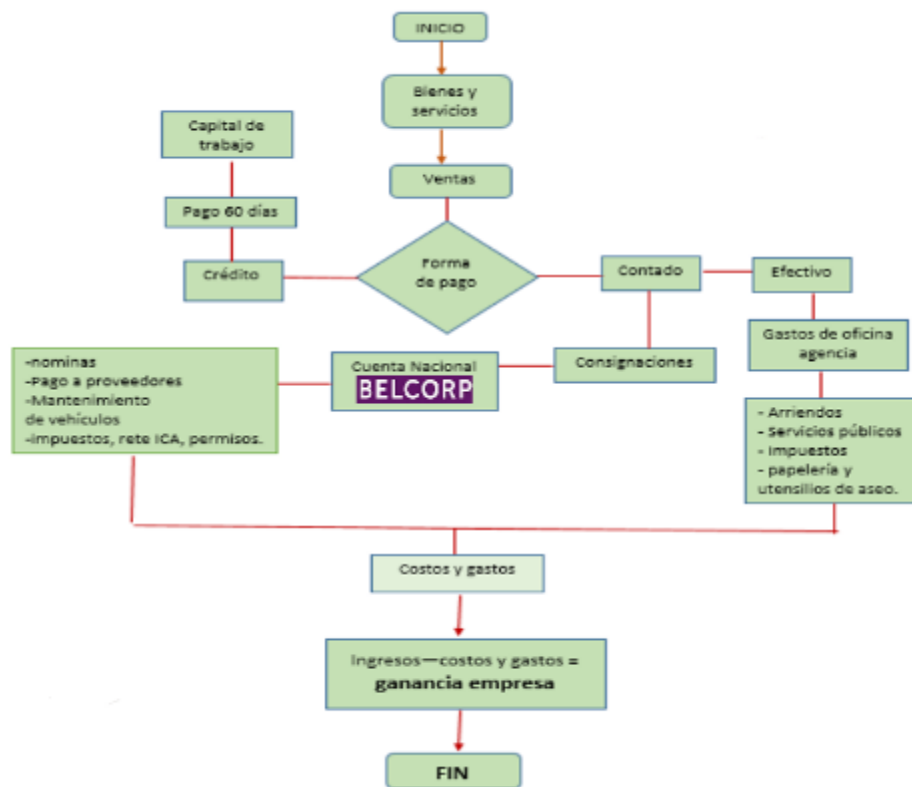 INICIO
Bienes y
servicios
Capital de
trabajo
Ventas
Pago 60 días
Forma
de pago
Crédito
Contado
Efectivo
Gastos de oficina
agencia
Consignaciones
Cuenta Nacional
BELCORP
-nominas
-Pago a proveedores
-Mantenimiento
de vehículos
-impuestos, rete ICA, permisos.
- Arriendos
- Servicios públicos
- Impuestos
- papelería y
utensilios de aseo.
Costos y gastos
Ingresos—costos y gastos =
ganancia empresa
FIN